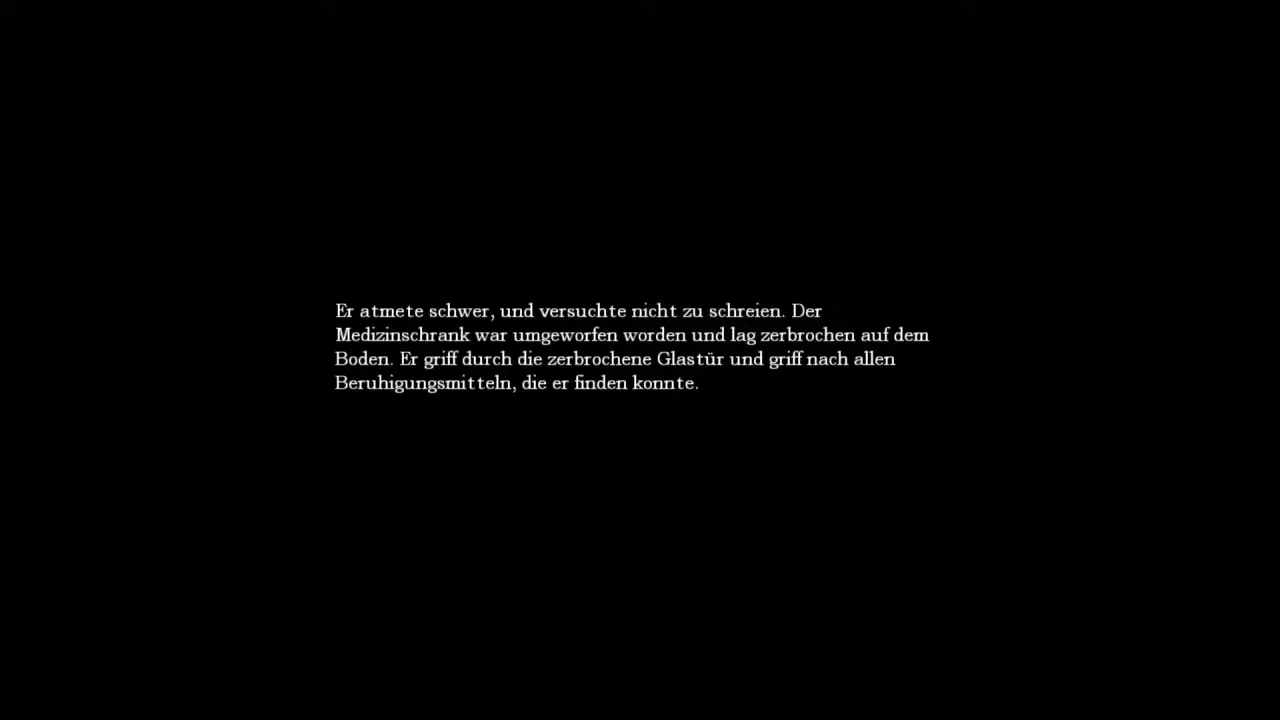 Er atmete schwer, und versuchte nicht zu schreien. Der
Medizinschrank war umgeworfen worden und lag zerbrochen auf dem
Boden. Er griff durch die zerbrochene Glastür und griff nach allen
Beruhigungsmitteln, die er finden konnte.